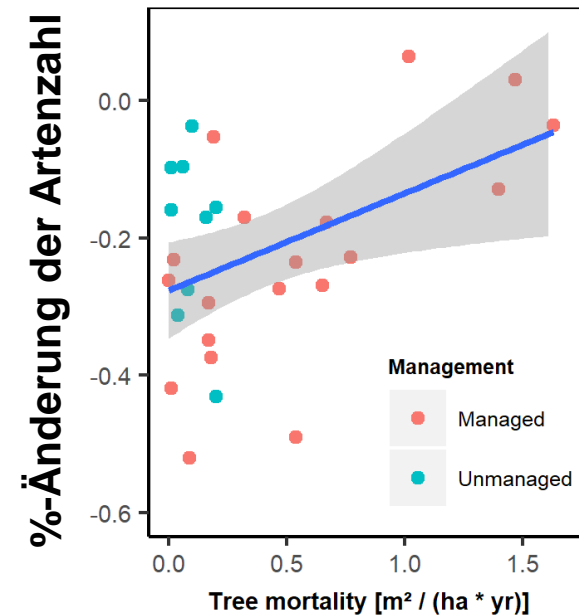 %-Änderung der Artenzahl
0.0
-0.2
-0.4
-0.6
Management
Managed
Unmanaged
0.0 0.5 1.0 1.5
Tree mortality [m² / (ha * yr)]